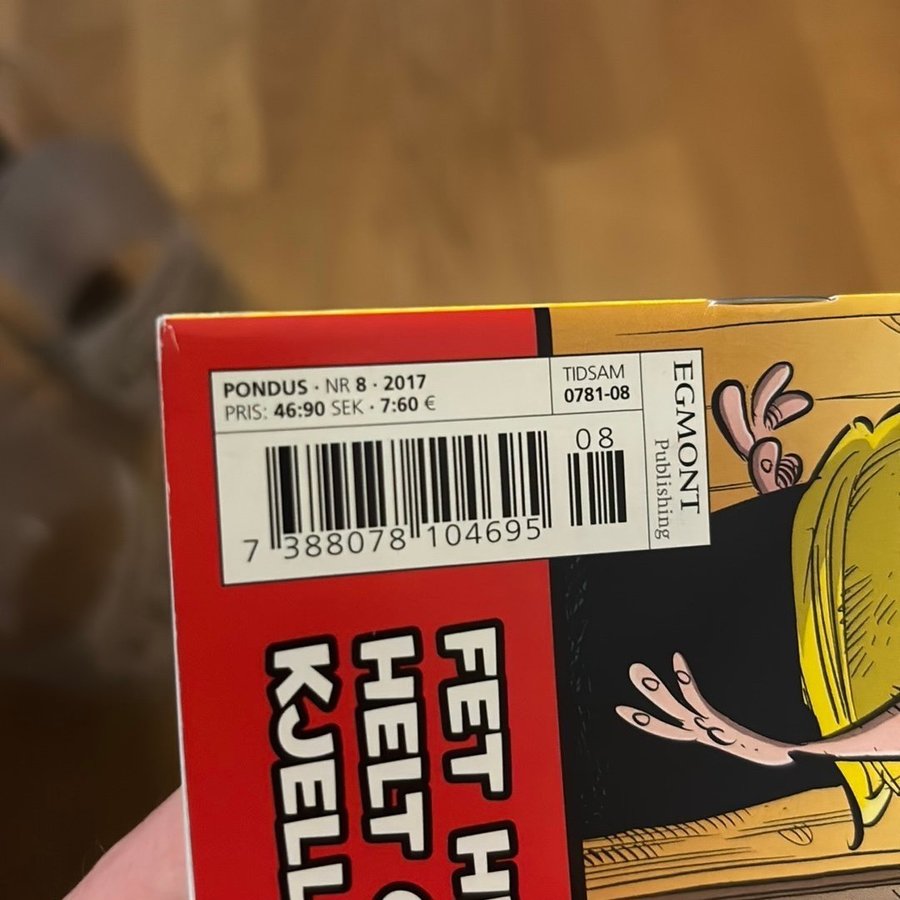 PONDUS · NR 8 · 2017
PRIS: 46:90 SEK · 7:60 €
TIDSAM
0781-08
EGMONT
Publishing
08
7 388078 104695
FET
HELT
KJELL